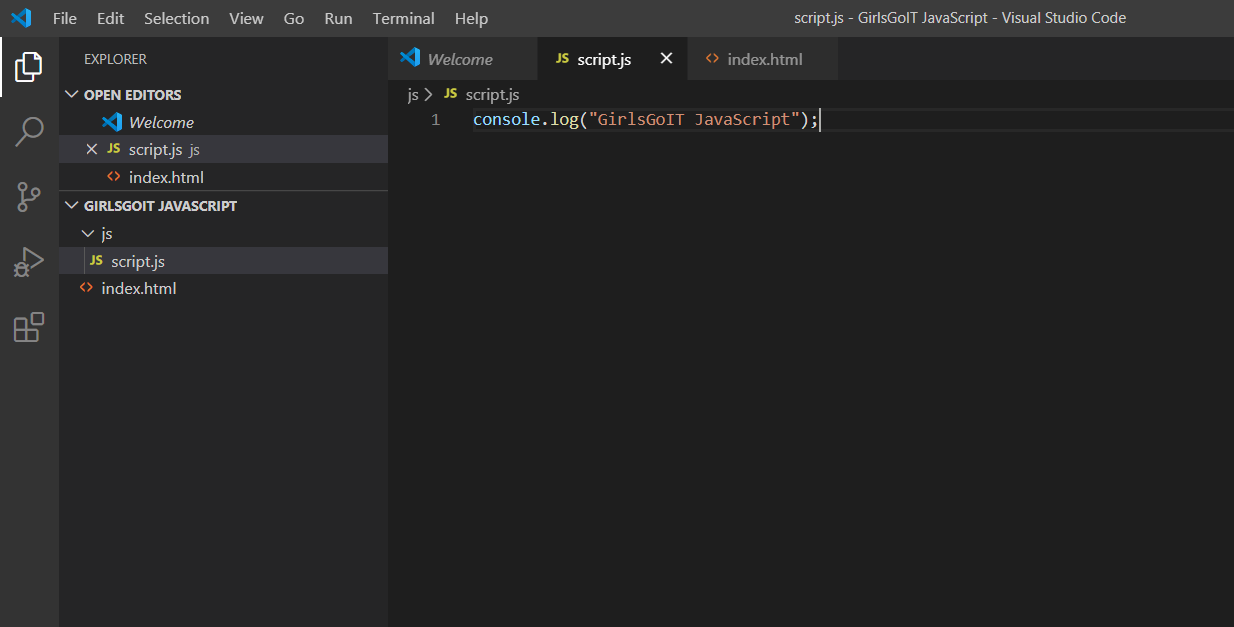 File Edit Selection View Go Run Terminal Help script.js - GirlsGoIT JavaScript - Visual Studio Code
EXPLORER
OPEN EDITORS
Welcome
JS script.js js
<> index.html
GIRLSGOIT JAVASCRIPT
js
JS script.js
<> index.html
Welcome JS script.js <> index.html
js > JS script.js
1 console.log("GirlsGoIT JavaScript");